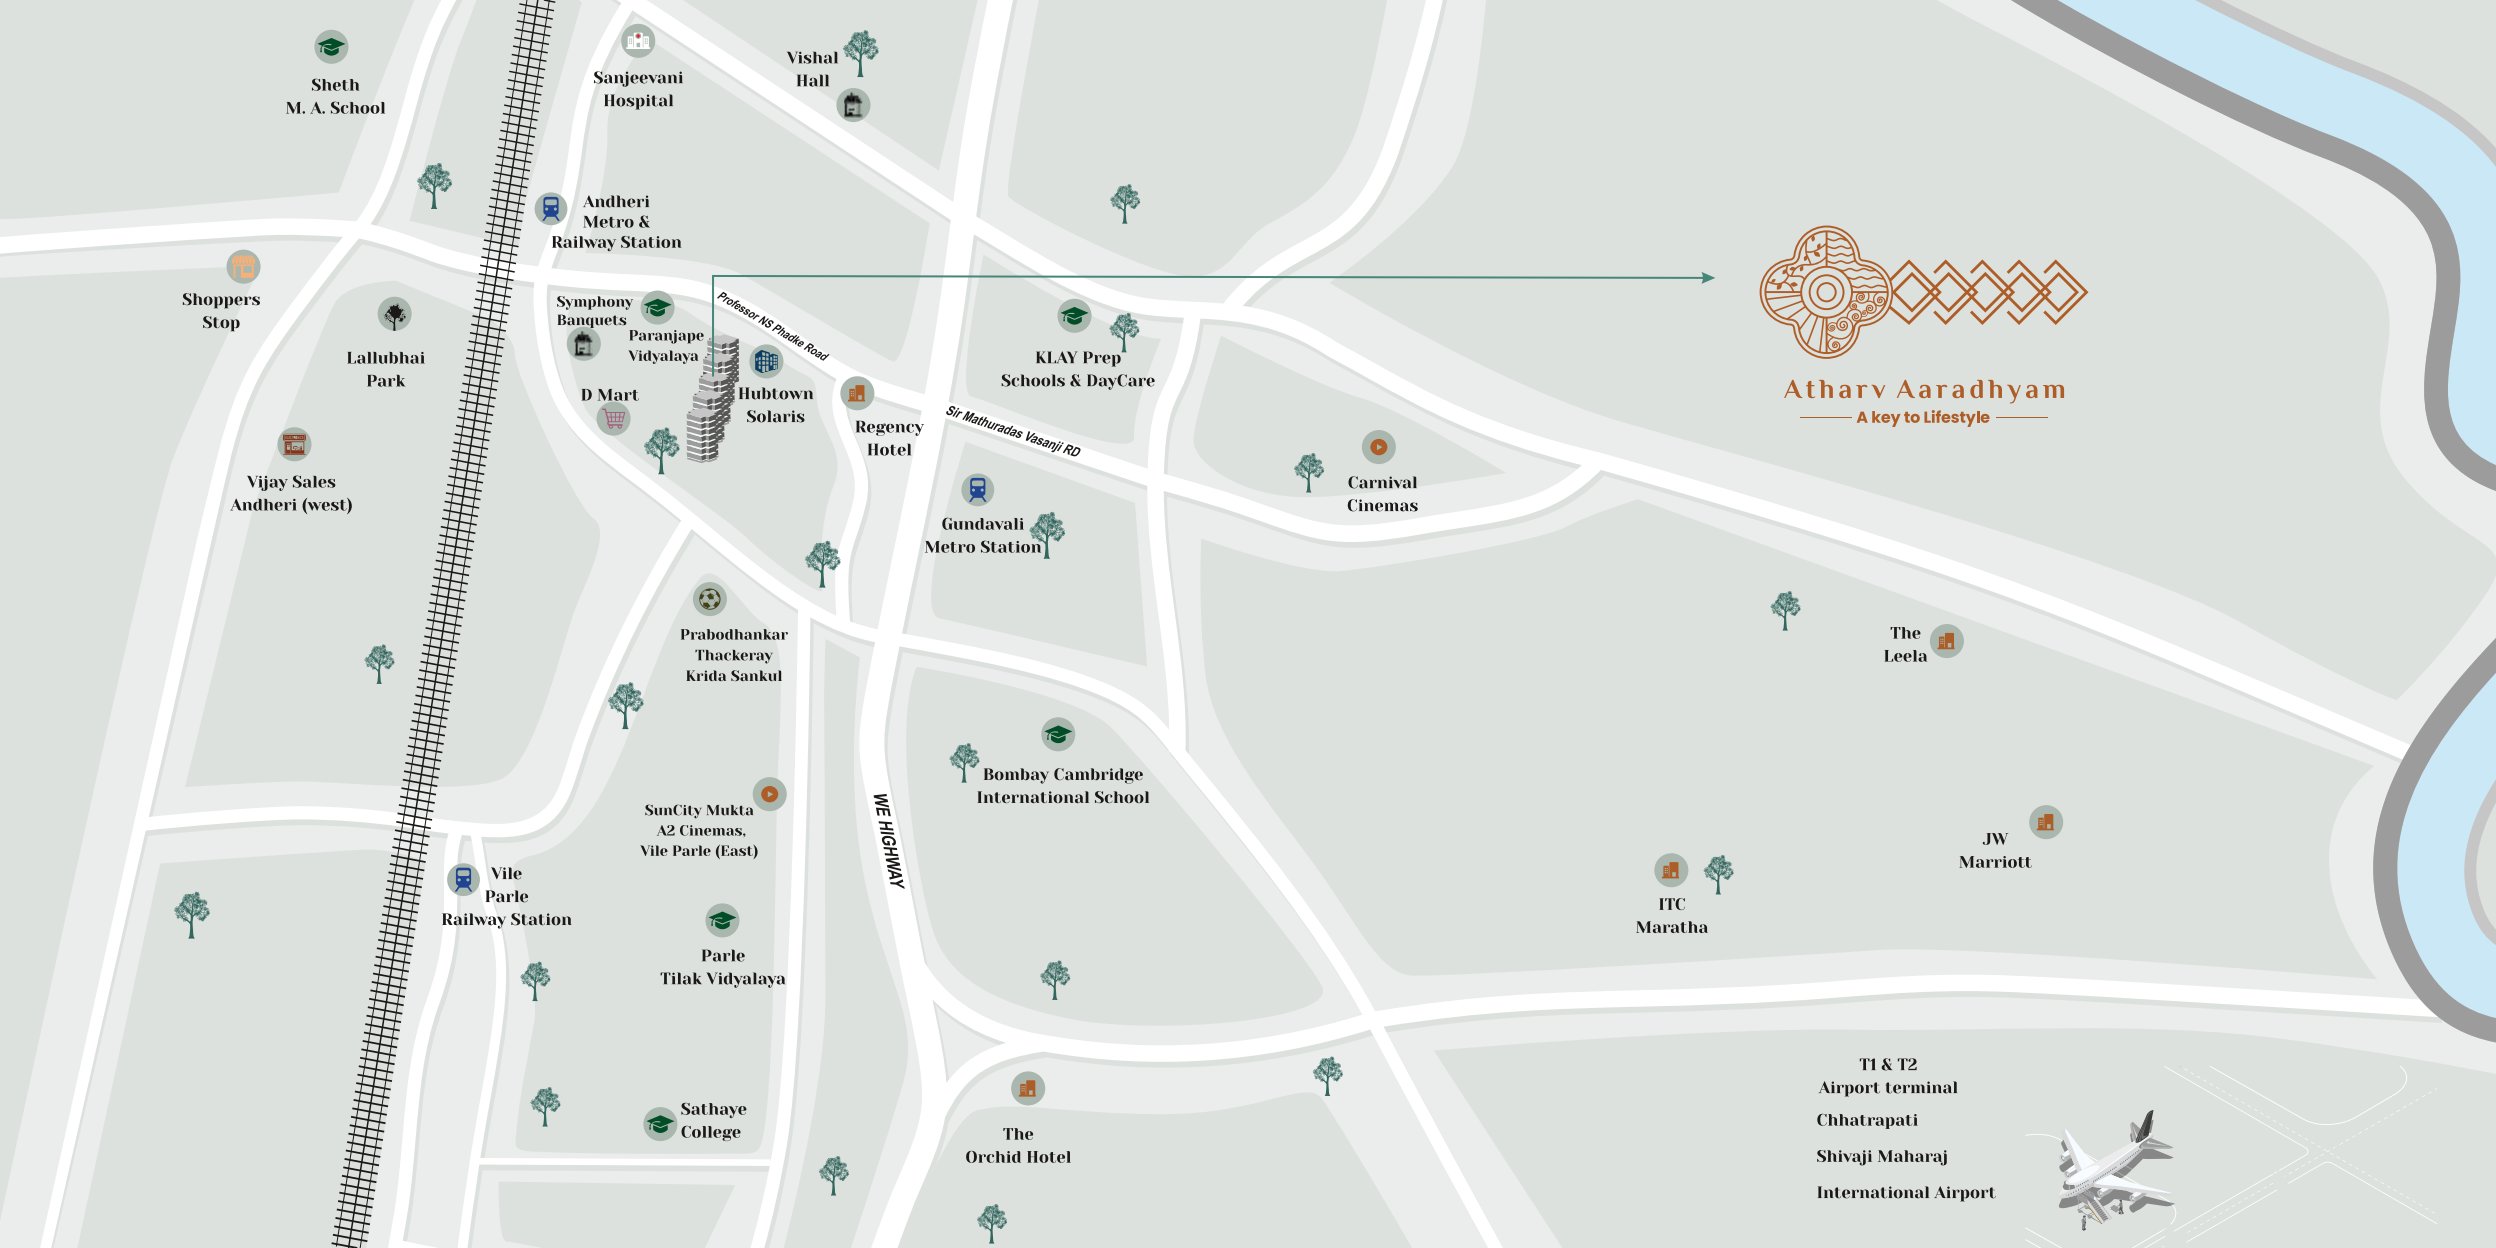 Sheth
M. A. School
Sanjeevani
Hospital
Vishal
Hall
Andheri
Metro &
Railway Station
Shoppers
Stop
Lallubhai
Park
Symphony
Banquets
Paranjape
Vidyalaya
Professor NS Phadke Road
D Mart
Hubtown
Solaris
Regency
Hotel
KLAY Prep
Schools & DayCare
Sir Mathuradas Vasanji RD
Atharv Aaradhyam
A key to Lifestyle
Vijay Sales
Andheri (west)
Carnival
Cinemas
Gundavali
Metro Station
Prabodhankar
Thackeray
Krida Sankul
The
Leela
Bombay Cambridge
International School
SunCity Mukta
A2 Cinemas,
Vile Parle (East)
WE HIGHWAY
JW
Marriott
Vile
Parle
Railway Station
ITC
Maratha
Parle
Tilak Vidyalaya
Sathaye
College
The
Orchid Hotel
T1 & T2
Airport terminal
Chhatrapati
Shivaji Maharaj
International Airport